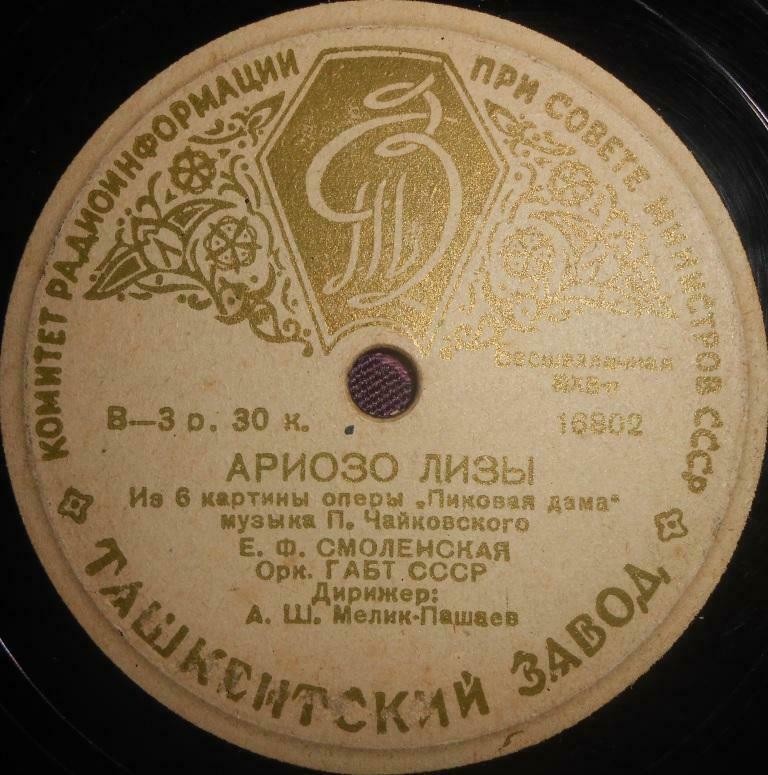 КОМИТЕТ РАДИОИНФОРМАЦИИ ПРИ СОВЕТЕ МИНИСТРОВ СССР
В—3 р. 30 к.
16802
АРИОЗО ЛИЗЫ
Из 6 картины оперы „Пиковая дама"
музыка П. Чайковского
Е. Ф. СМОЛЕНСКАЯ
Орк. ГАБТ СССР
Дирижер:
А. Ш. Мелик-Пашаев
ТАШКЕНТСКИЙ ЗАВОД